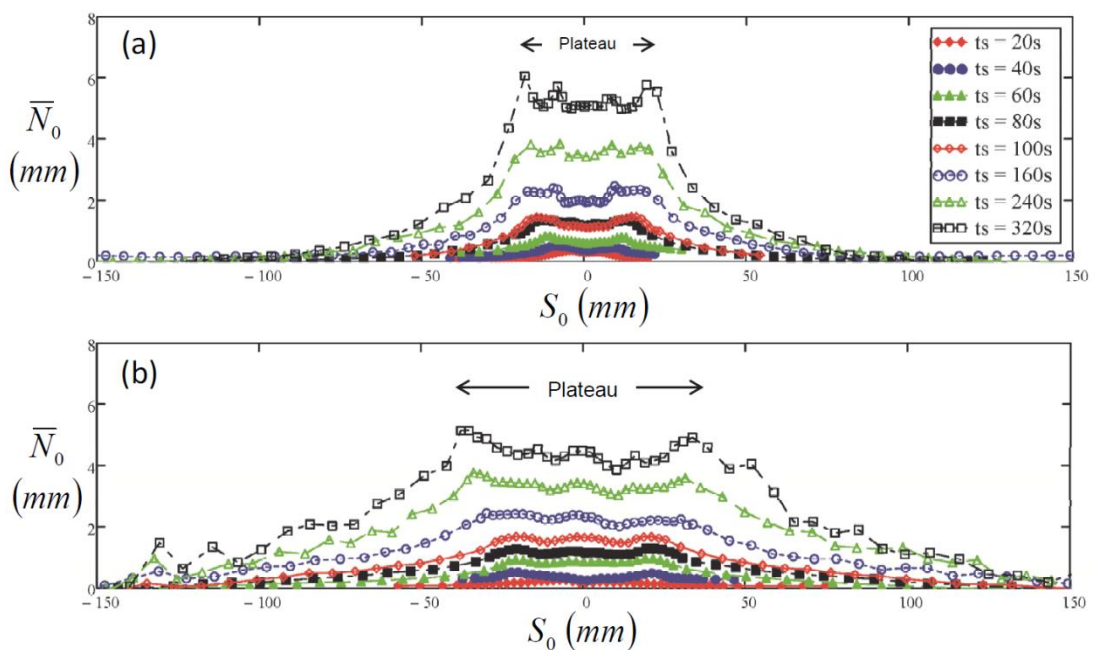 (a)
Plateau
N̅₀
(mm)
8
6
4
2
0
−150
−100
−50
0
50
100
150
S₀ (mm)
ts = 20s
ts = 40s
ts = 60s
ts = 80s
ts = 100s
ts = 160s
ts = 240s
ts = 320s
(b)
Plateau
N̅₀
(mm)
8
6
4
2
0
−150
−100
−50
0
50
100
150
S₀ (mm)